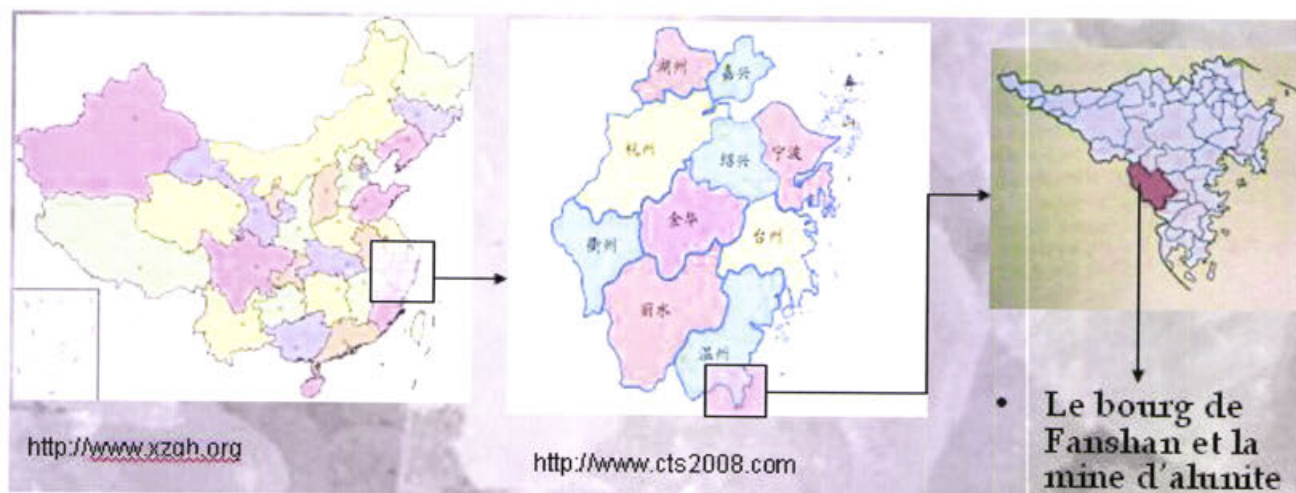 湖州
嘉兴
杭州
绍兴
宁波
金华
衢州
台州
丽水
温州
http://www.xzqh.org
http://www.cts2008.com
• Le bourg de
Fanshan et la
mine d'alunite